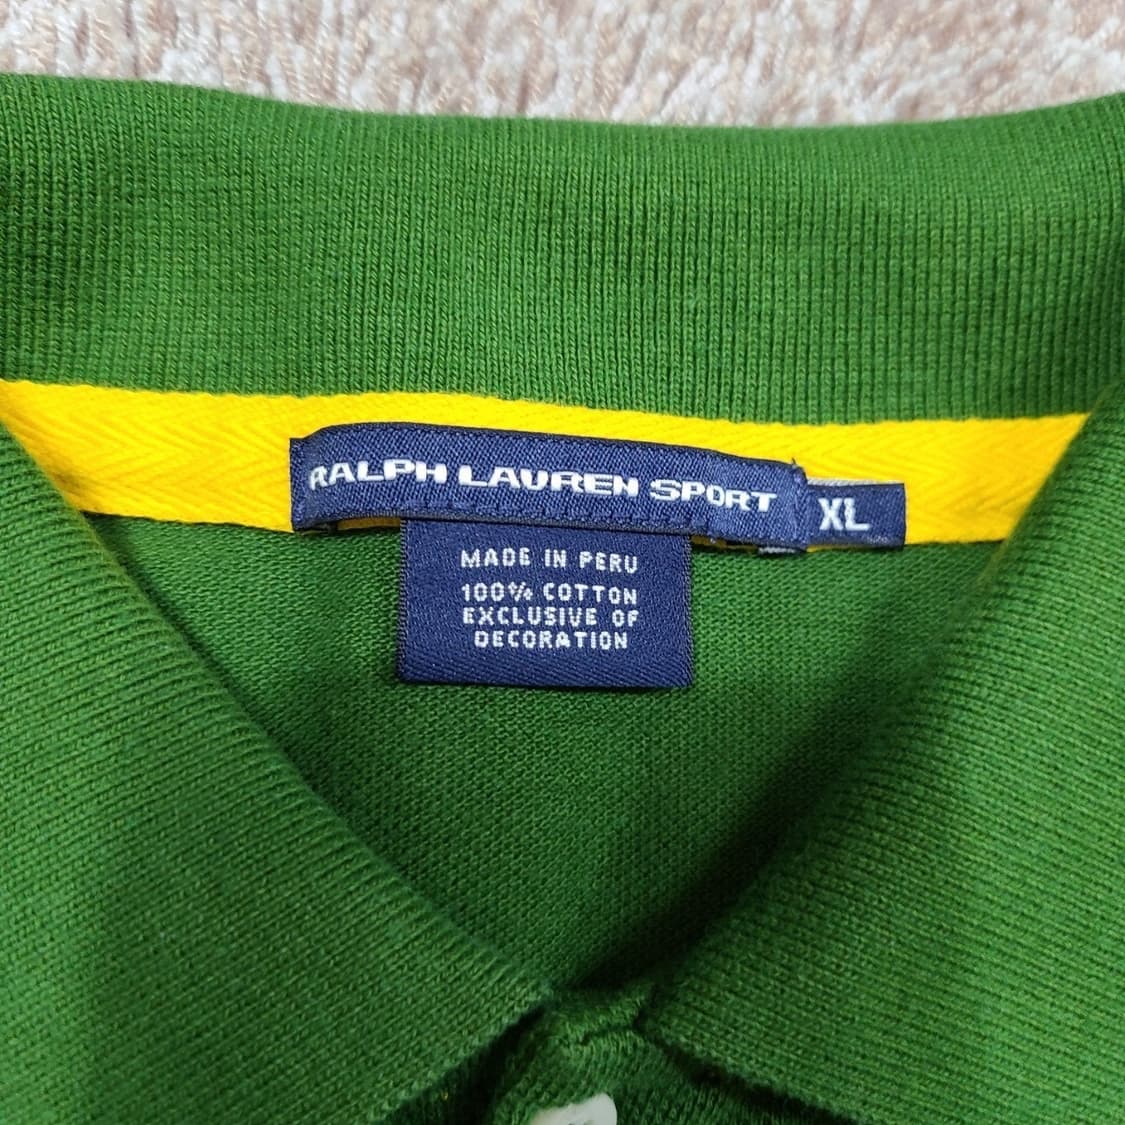 RALPH LAUREN SPORT
XL
MADE IN PERU
100% COTTON
EXCLUSIVE OF
DECORATION